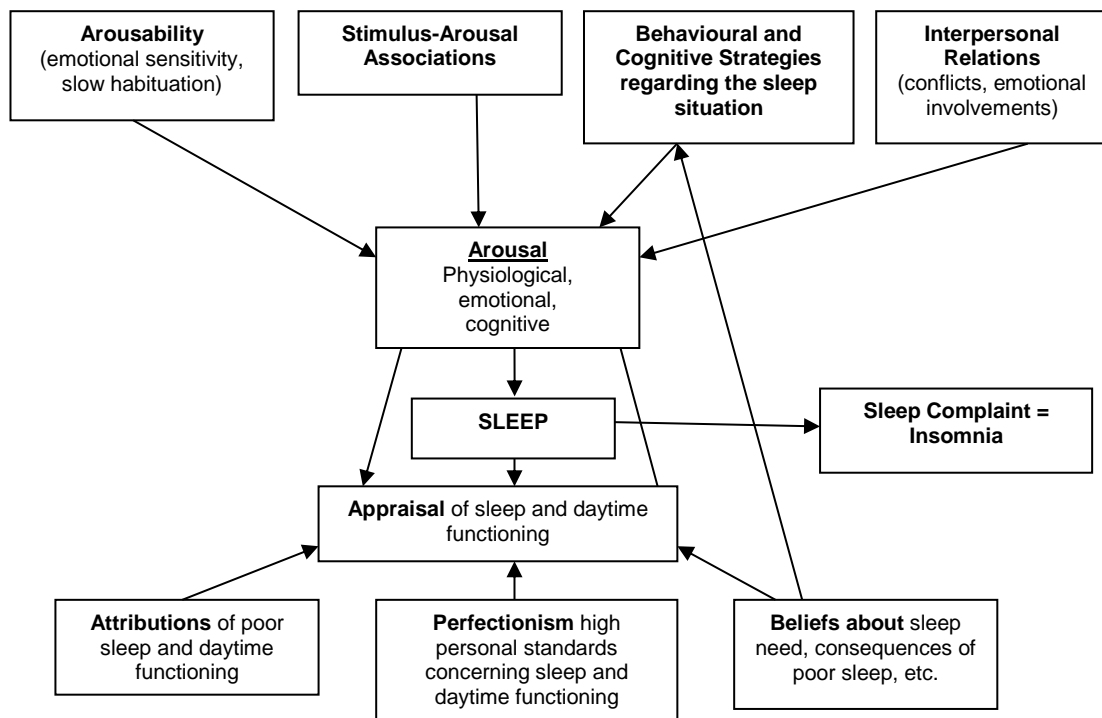 Arousability
(emotional sensitivity,
slow habituation)
Stimulus-Arousal
Associations
Behavioural and
Cognitive Strategies
regarding the sleep
situation
Interpersonal
Relations
(conflicts, emotional
involvements)
Arousal
Physiological,
emotional,
cognitive
SLEEP
Sleep Complaint =
Insomnia
Appraisal of sleep and daytime
functioning
Attributions of poor
sleep and daytime
functioning
Perfectionism high
personal standards
concerning sleep and
daytime functioning
Beliefs about sleep
need, consequences of
poor sleep, etc.